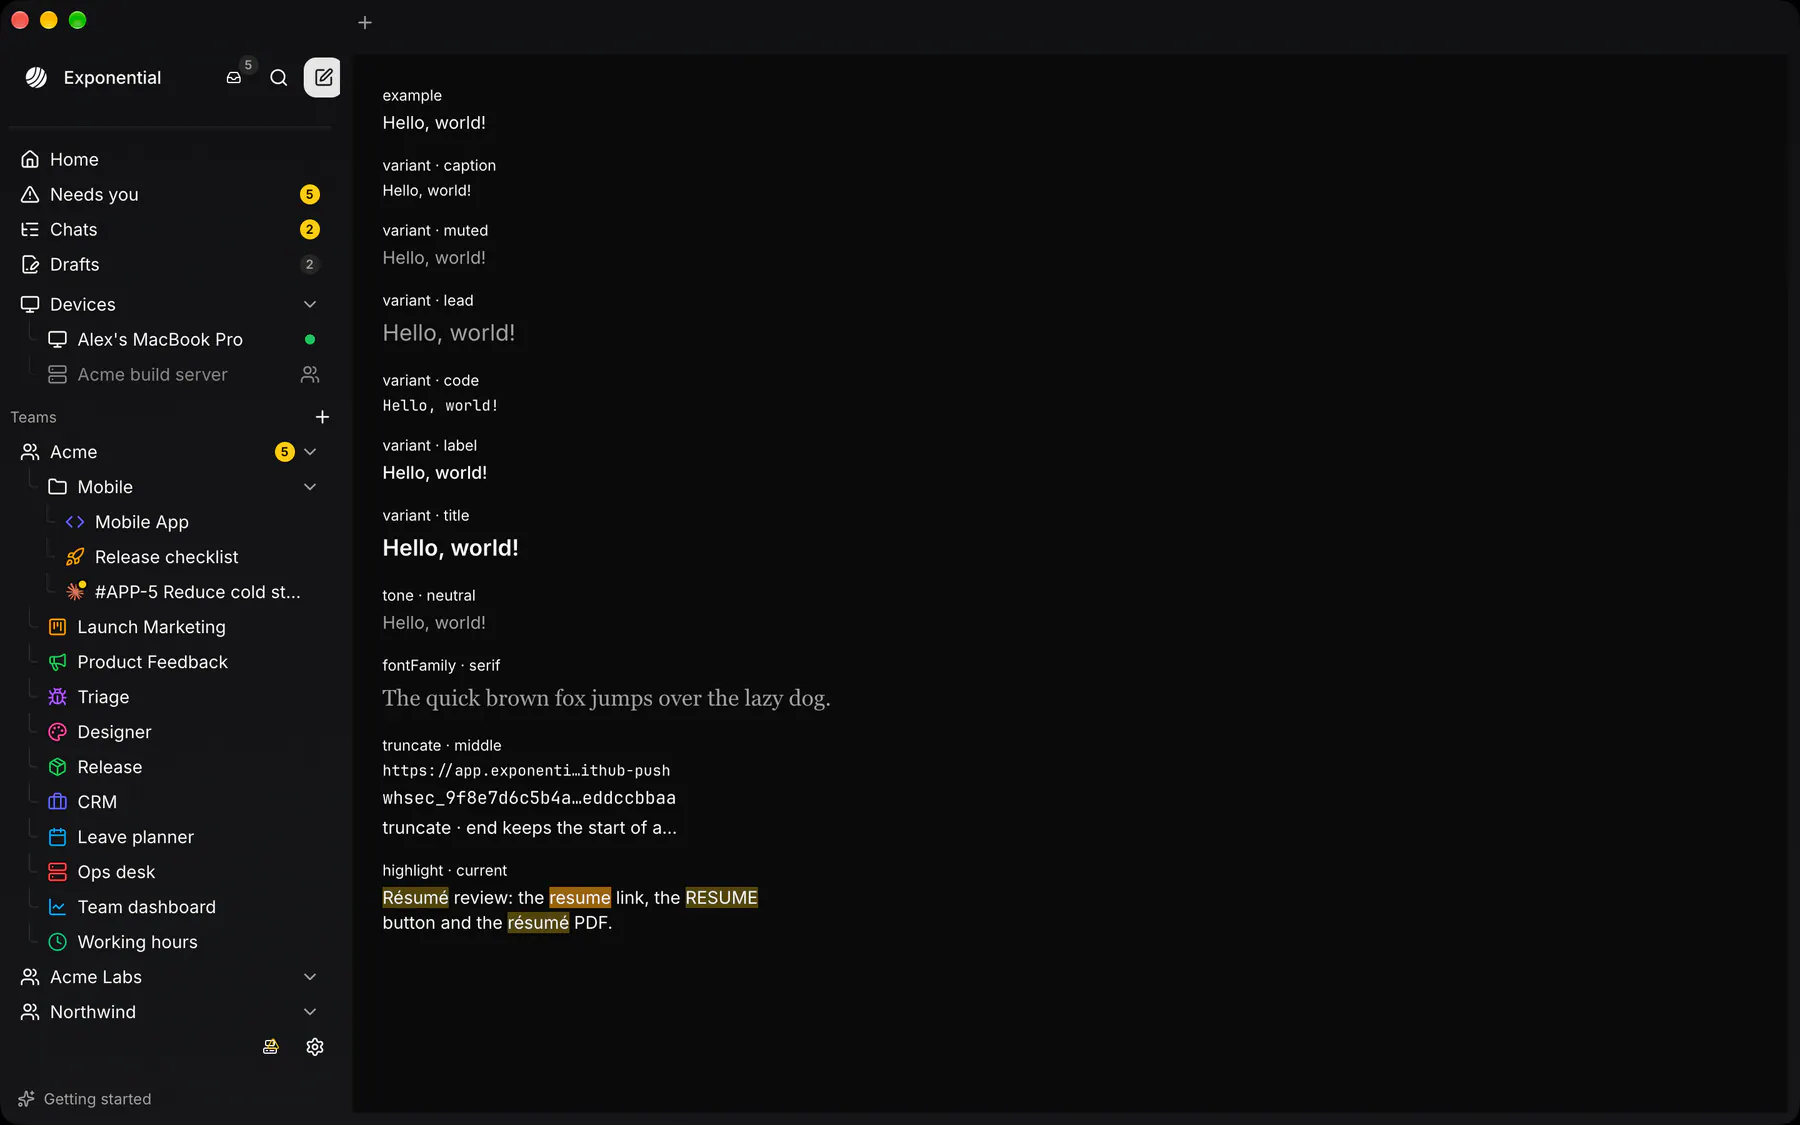 Exponential
5
Home
Needs you
5
Chats
2
Drafts
2
Devices
Alex's MacBook Pro
Acme build server
Teams
Acme
5
Mobile
Mobile App
Release checklist
#APP-5 Reduce cold st...
Launch Marketing
Product Feedback
Triage
Designer
Release
CRM
Leave planner
Ops desk
Team dashboard
Working hours
Acme Labs
Northwind
Getting started
example
Hello, world!
variant · caption
Hello, world!
variant · muted
Hello, world!
variant · lead
Hello, world!
variant · code
Hello, world!
variant · label
Hello, world!
variant · title
Hello, world!
tone · neutral
Hello, world!
fontFamily · serif
The quick brown fox jumps over the lazy dog.
truncate · middle
https://app.exponenti…ithub-push
whsec_9f8e7d6c5b4a…eddccbbaa
truncate · end keeps the start of a...
highlight · current
Résumé review: the resume link, the RESUME
button and the résumé PDF.